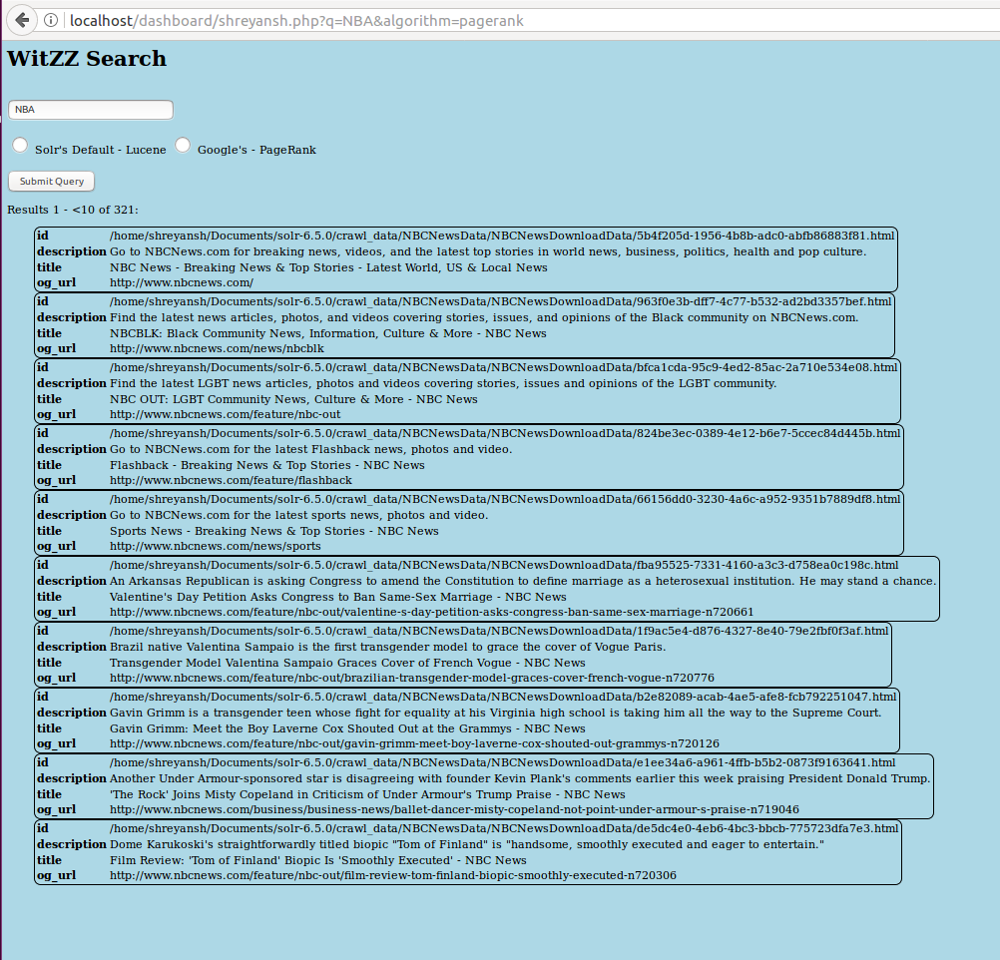 localhost/dashboard/shreyansh.php?q=NBA&algorithm=pagerank
WitZZ Search
NBA
Solr's Default - Lucene Google's - PageRank
Submit Query
Results 1 - <10 of 321:
id /home/shreyansh/Documents/solr-6.5.0/crawl_data/NBCNewsData/NBCNewsDownloadData/5b4f205d-1956-4b8b-adc0-abfb86883f81.html
description Go to NBCNews.com for breaking news, videos, and the latest top stories in world news, business, politics, health and pop culture.
title NBC News - Breaking News & Top Stories - Latest World, US & Local News
og_url http://www.nbcnews.com/
id /home/shreyansh/Documents/solr-6.5.0/crawl_data/NBCNewsData/NBCNewsDownloadData/963f0e3b-dff7-4c77-b532-ad2bd3357bef.html
description Find the latest news articles, photos, and videos covering stories, issues, and opinions of the Black community on NBCNews.com.
title NBCBLK: Black Community News, Information, Culture & More - NBC News
og_url http://www.nbcnews.com/news/nbcblk
id /home/shreyansh/Documents/solr-6.5.0/crawl_data/NBCNewsData/NBCNewsDownloadData/bfca1cda-95c9-4ed2-85ac-2a710e534e08.html
description Find the latest LGBT news articles, photos and videos covering stories, issues and opinions of the LGBT community.
title NBC OUT: LGBT Community News, Culture & More - NBC News
og_url http://www.nbcnews.com/feature/nbc-out
id /home/shreyansh/Documents/solr-6.5.0/crawl_data/NBCNewsData/NBCNewsDownloadData/824be3ec-0389-4e12-b6e7-5ccec84d445b.html
description Go to NBCNews.com for the latest Flashback news, photos and video.
title Flashback - Breaking News & Top Stories - NBC News
og_url http://www.nbcnews.com/feature/flashback
id /home/shreyansh/Documents/solr-6.5.0/crawl_data/NBCNewsData/NBCNewsDownloadData/66156dd0-3230-4a6c-a952-9351b7889df8.html
description Go to NBCNews.com for the latest sports news, photos and video.
title Sports News - Breaking News & Top Stories - NBC News
og_url http://www.nbcnews.com/news/sports
id /home/shreyansh/Documents/solr-6.5.0/crawl_data/NBCNewsData/NBCNewsDownloadData/fba95525-7331-4160-a3c3-d758ea0c198c.html
description An Arkansas Republican is asking Congress to amend the Constitution to define marriage as a heterosexual institution. He may stand a chance.
title Valentine's Day Petition Asks Congress to Ban Same-Sex Marriage - NBC News
og_url http://www.nbcnews.com/feature/nbc-out/valentine-s-day-petition-asks-congress-ban-same-sex-marriage-n720661
id /home/shreyansh/Documents/solr-6.5.0/crawl_data/NBCNewsData/NBCNewsDownloadData/1f9ac5e4-d876-4327-8e40-79e2fbf0f3af.html
description Brazil native Valentina Sampaio is the first transgender model to grace the cover of Vogue Paris.
title Transgender Model Valentina Sampaio Graces Cover of French Vogue - NBC News
og_url http://www.nbcnews.com/feature/nbc-out/brazilian-transgender-model-graces-cover-french-vogue-n720776
id /home/shreyansh/Documents/solr-6.5.0/crawl_data/NBCNewsData/NBCNewsDownloadData/b2e82089-acab-4ae5-afe8-fcb792251047.html
description Gavin Grimm is a transgender teen whose fight for equality at his Virginia high school is taking him all the way to the Supreme Court.
title Gavin Grimm: Meet the Boy Laverne Cox Shouted Out at the Grammys - NBC News
og_url http://www.nbcnews.com/feature/nbc-out/gavin-grimm-meet-boy-laverne-cox-shouted-out-grammys-n720126
id /home/shreyansh/Documents/solr-6.5.0/crawl_data/NBCNewsData/NBCNewsDownloadData/e1ee34a6-a961-4ffb-b5b2-0873f9163641.html
description Another Under Armour-sponsored star is disagreeing with founder Kevin Plank's comments earlier this week praising President Donald Trump.
title 'The Rock' Joins Misty Copeland in Criticism of Under Armour's Trump Praise - NBC News
og_url http://www.nbcnews.com/business/business-news/ballet-dancer-misty-copeland-not-point-under-armour-s-praise-n719046
id /home/shreyansh/Documents/solr-6.5.0/crawl_data/NBCNewsData/NBCNewsDownloadData/de5dc4e0-4eb6-4bc3-bbcb-775723dfa7e3.html
description Dome Karukoski's straightforwardly titled biopic "Tom of Finland" is "handsome, smoothly executed and eager to entertain."
title Film Review: 'Tom of Finland' Biopic Is 'Smoothly Executed' - NBC News
og_url http://www.nbcnews.com/feature/nbc-out/film-review-tom-finland-biopic-smoothly-executed-n720306